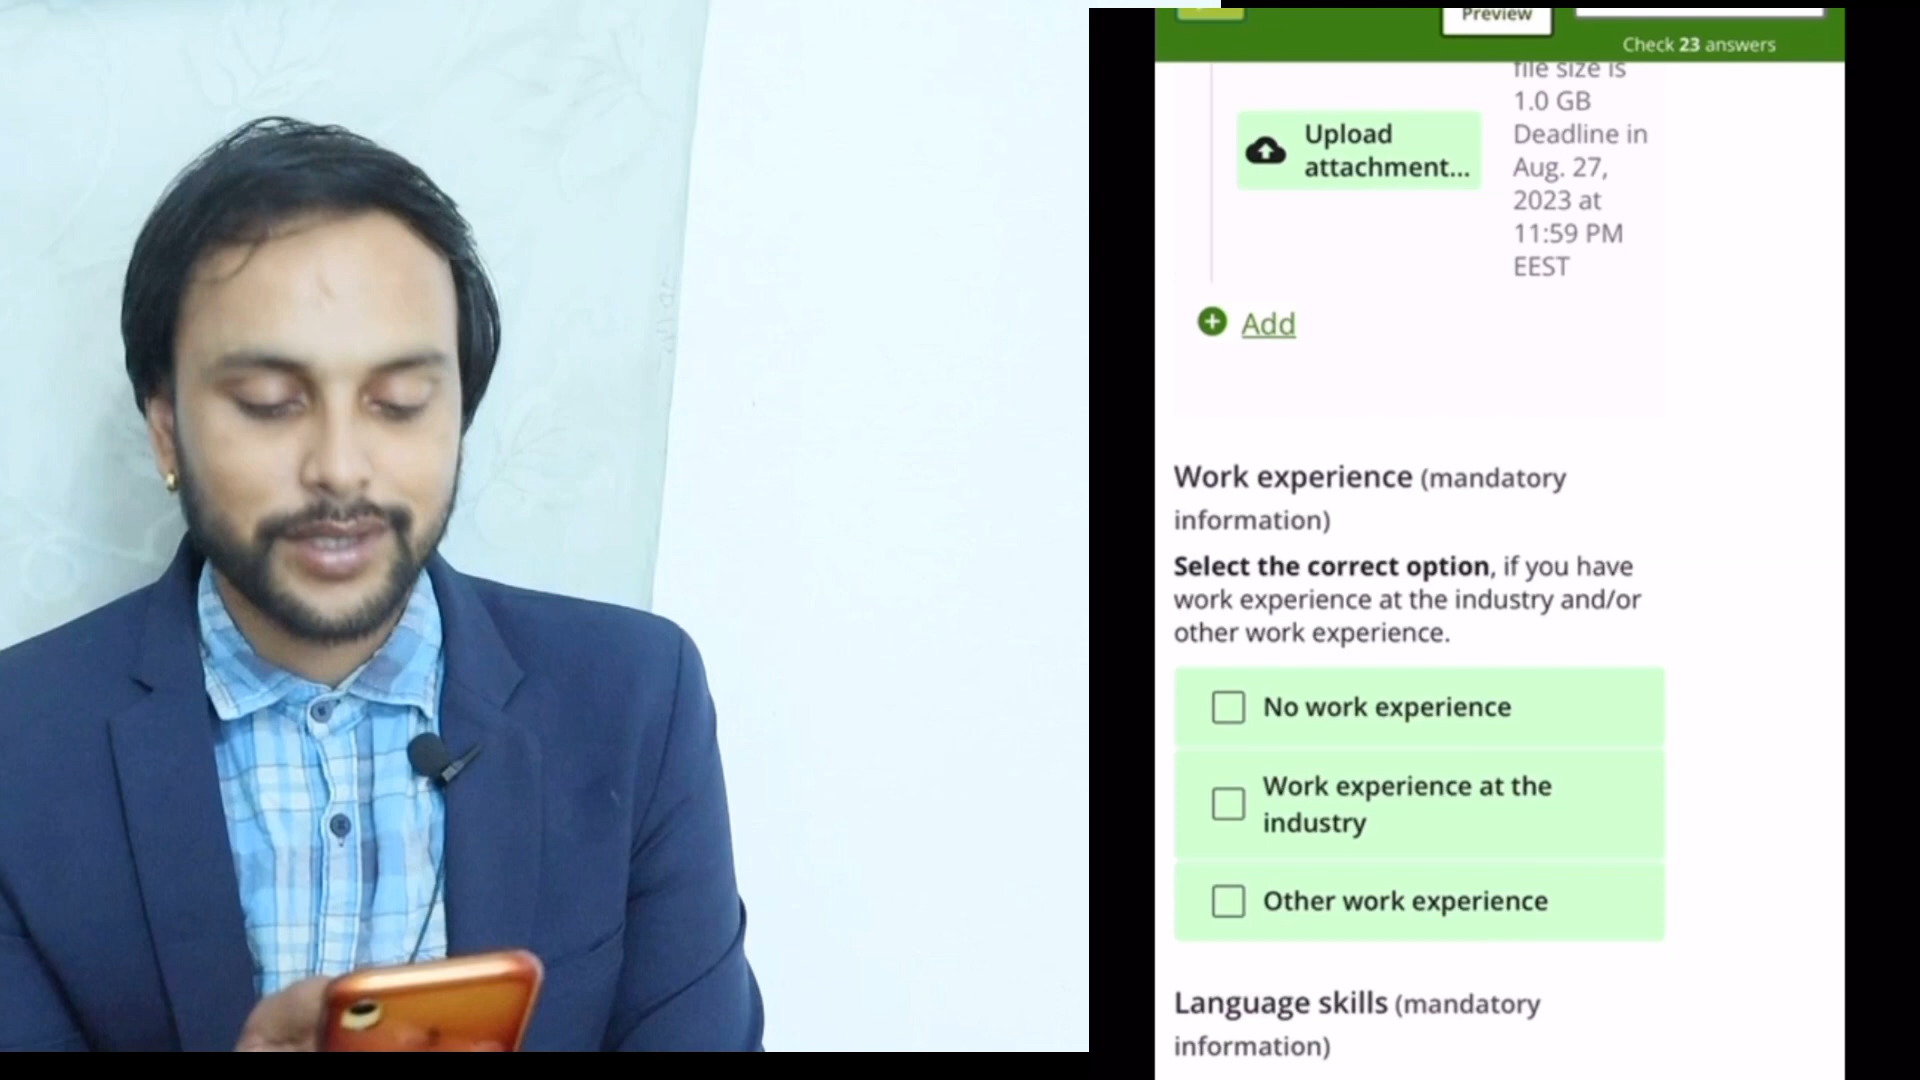 Preview
Check 23 answers
file size is
1.0 GB
Deadline in
Aug. 27,
2023 at
11:59 PM
EEST
Upload
attachment...
Add
Work experience (mandatory
information)
Select the correct option, if you have
work experience at the industry and/or
other work experience.
No work experience
Work experience at the
industry
Other work experience
Language skills (mandatory
information)